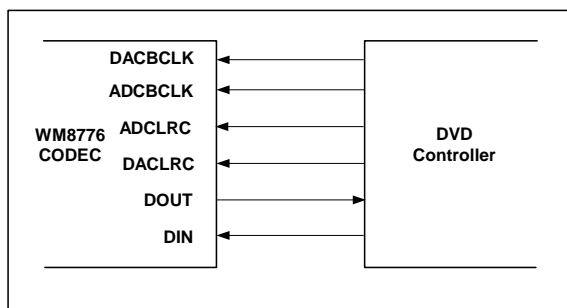 DACBCLK
ADCBCLK
ADCLRC
DACLRC
DOUT
DIN
WM8776
CODEC
DVD
Controller